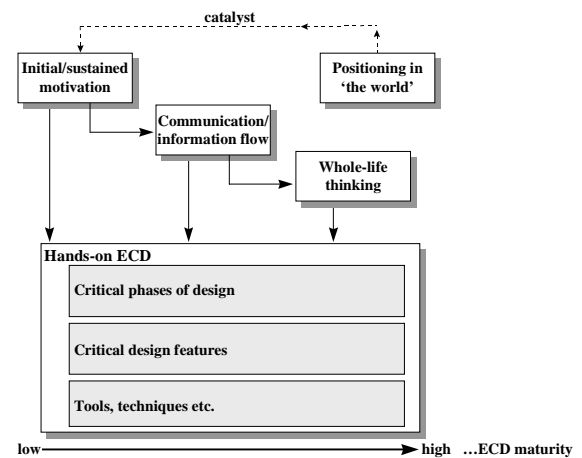 catalyst
Initial/sustained
motivation
Positioning in
‘the world’
Communication/
information flow
Whole-life
thinking
Hands-on ECD
Critical phases of design
Critical design features
Tools, techniques etc.
low
high …ECD maturity